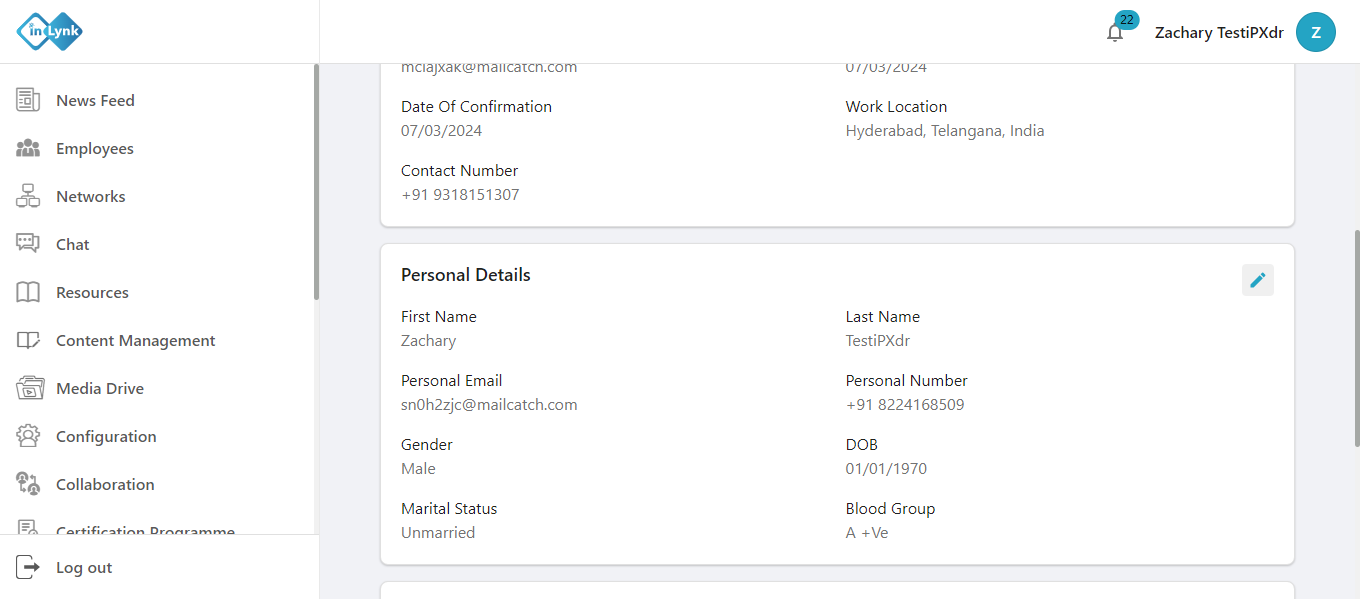 inLynk
22
Zachary TestiPXdr
Z
News Feed
Employees
Networks
Chat
Resources
Content Management
Media Drive
Configuration
Collaboration
Certification Programme
Log out
mclajxak@mailcatch.com
07/03/2024
Date Of Confirmation
Work Location
07/03/2024
Hyderabad, Telangana, India
Contact Number
+91 9318151307
Personal Details
First Name
Last Name
Zachary
TestiPXdr
Personal Email
Personal Number
sn0h2zjc@mailcatch.com
+91 8224168509
Gender
DOB
Male
01/01/1970
Marital Status
Blood Group
Unmarried
A +Ve